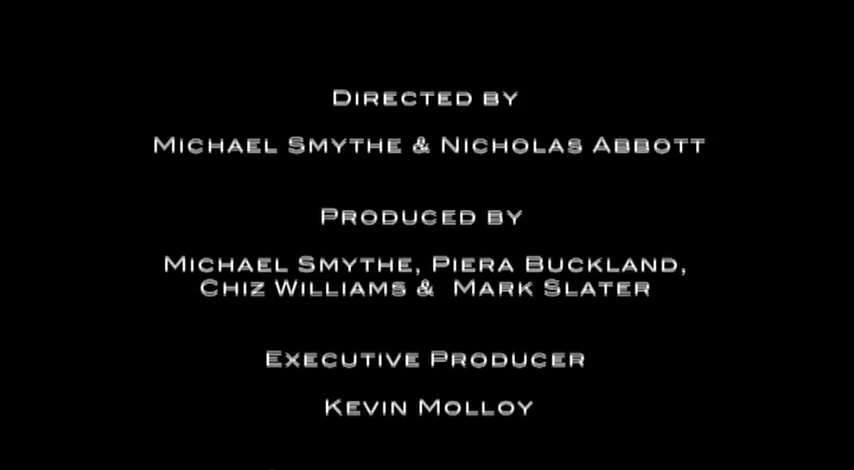 Directed by
Michael Smythe & Nicholas Abbott
Produced by
Michael Smythe, Piera Buckland,
Chiz Williams & Mark Slater
Executive Producer
Kevin Molloy